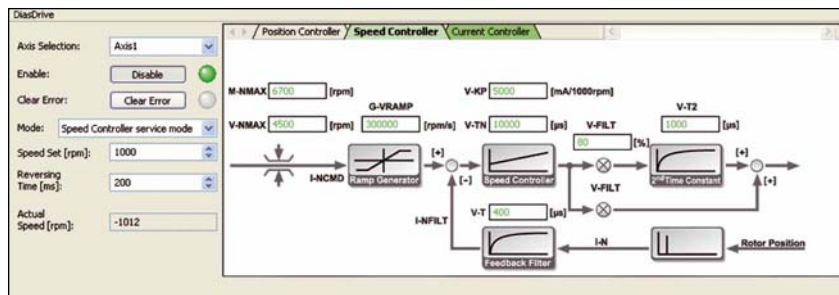 DiasDrive
Axis Selection: Axis1
Enable: Disable
Clear Error: Clear Error
Mode: Speed Controller service mode
Speed Set [rpm]: 1000
Reversing Time [ms]: 200
Actual Speed [rpm]: -1012
Position Controller Speed Controller Current Controller
M-NMAX 6700 [rpm]
V-KP 5000 [mA/1000rpm]
G-VRAMP
V-T2
V-NMAX 4500 [rpm] 300000 [rpm/s] V-TN 10000 [µs] V-FILT 1000 [µs]
80 [%]
[+] [+]
I-NCMD Ramp Generator [-] Speed Controller 2nd Time Constant [+]
V-FILT
V-T 400 [µs]
I-NFILT
I-N Rotor Position
Feedback Filter